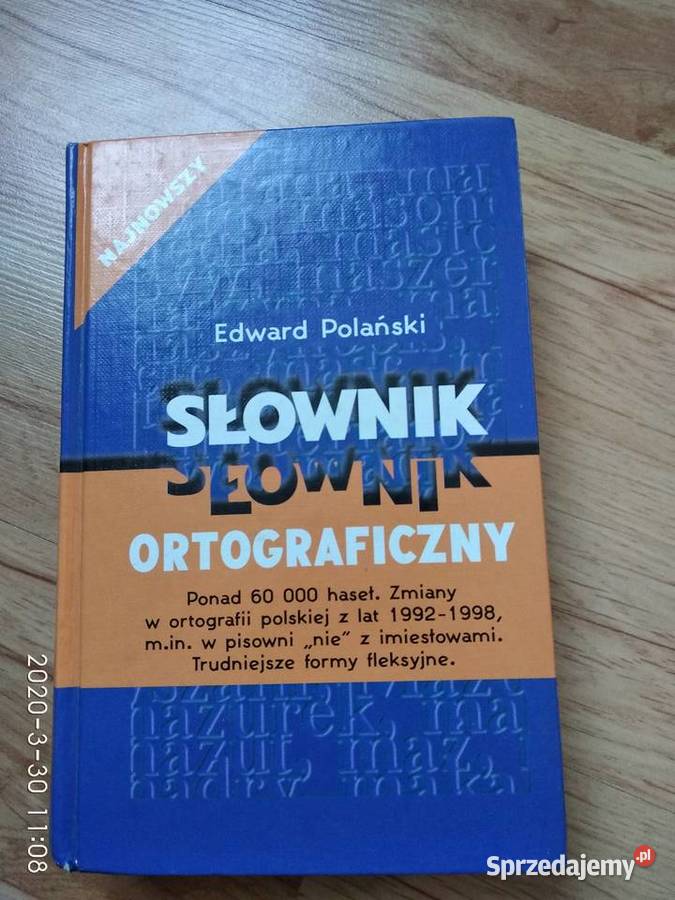 NAJNOWSZY
Edward Polański
SŁOWNIK
SŁOWNIK
ORTOGRAFICZNY
Ponad 60 000 haseł. Zmiany
w ortografii polskiej z lat 1992-1998,
m.in. w pisowni „nie” z imiesłowami.
Trudniejsze formy fleksyjne.
mazurek, ma
mazut, maz,
2020-3-30 11:08
Sprzedajemy.pl